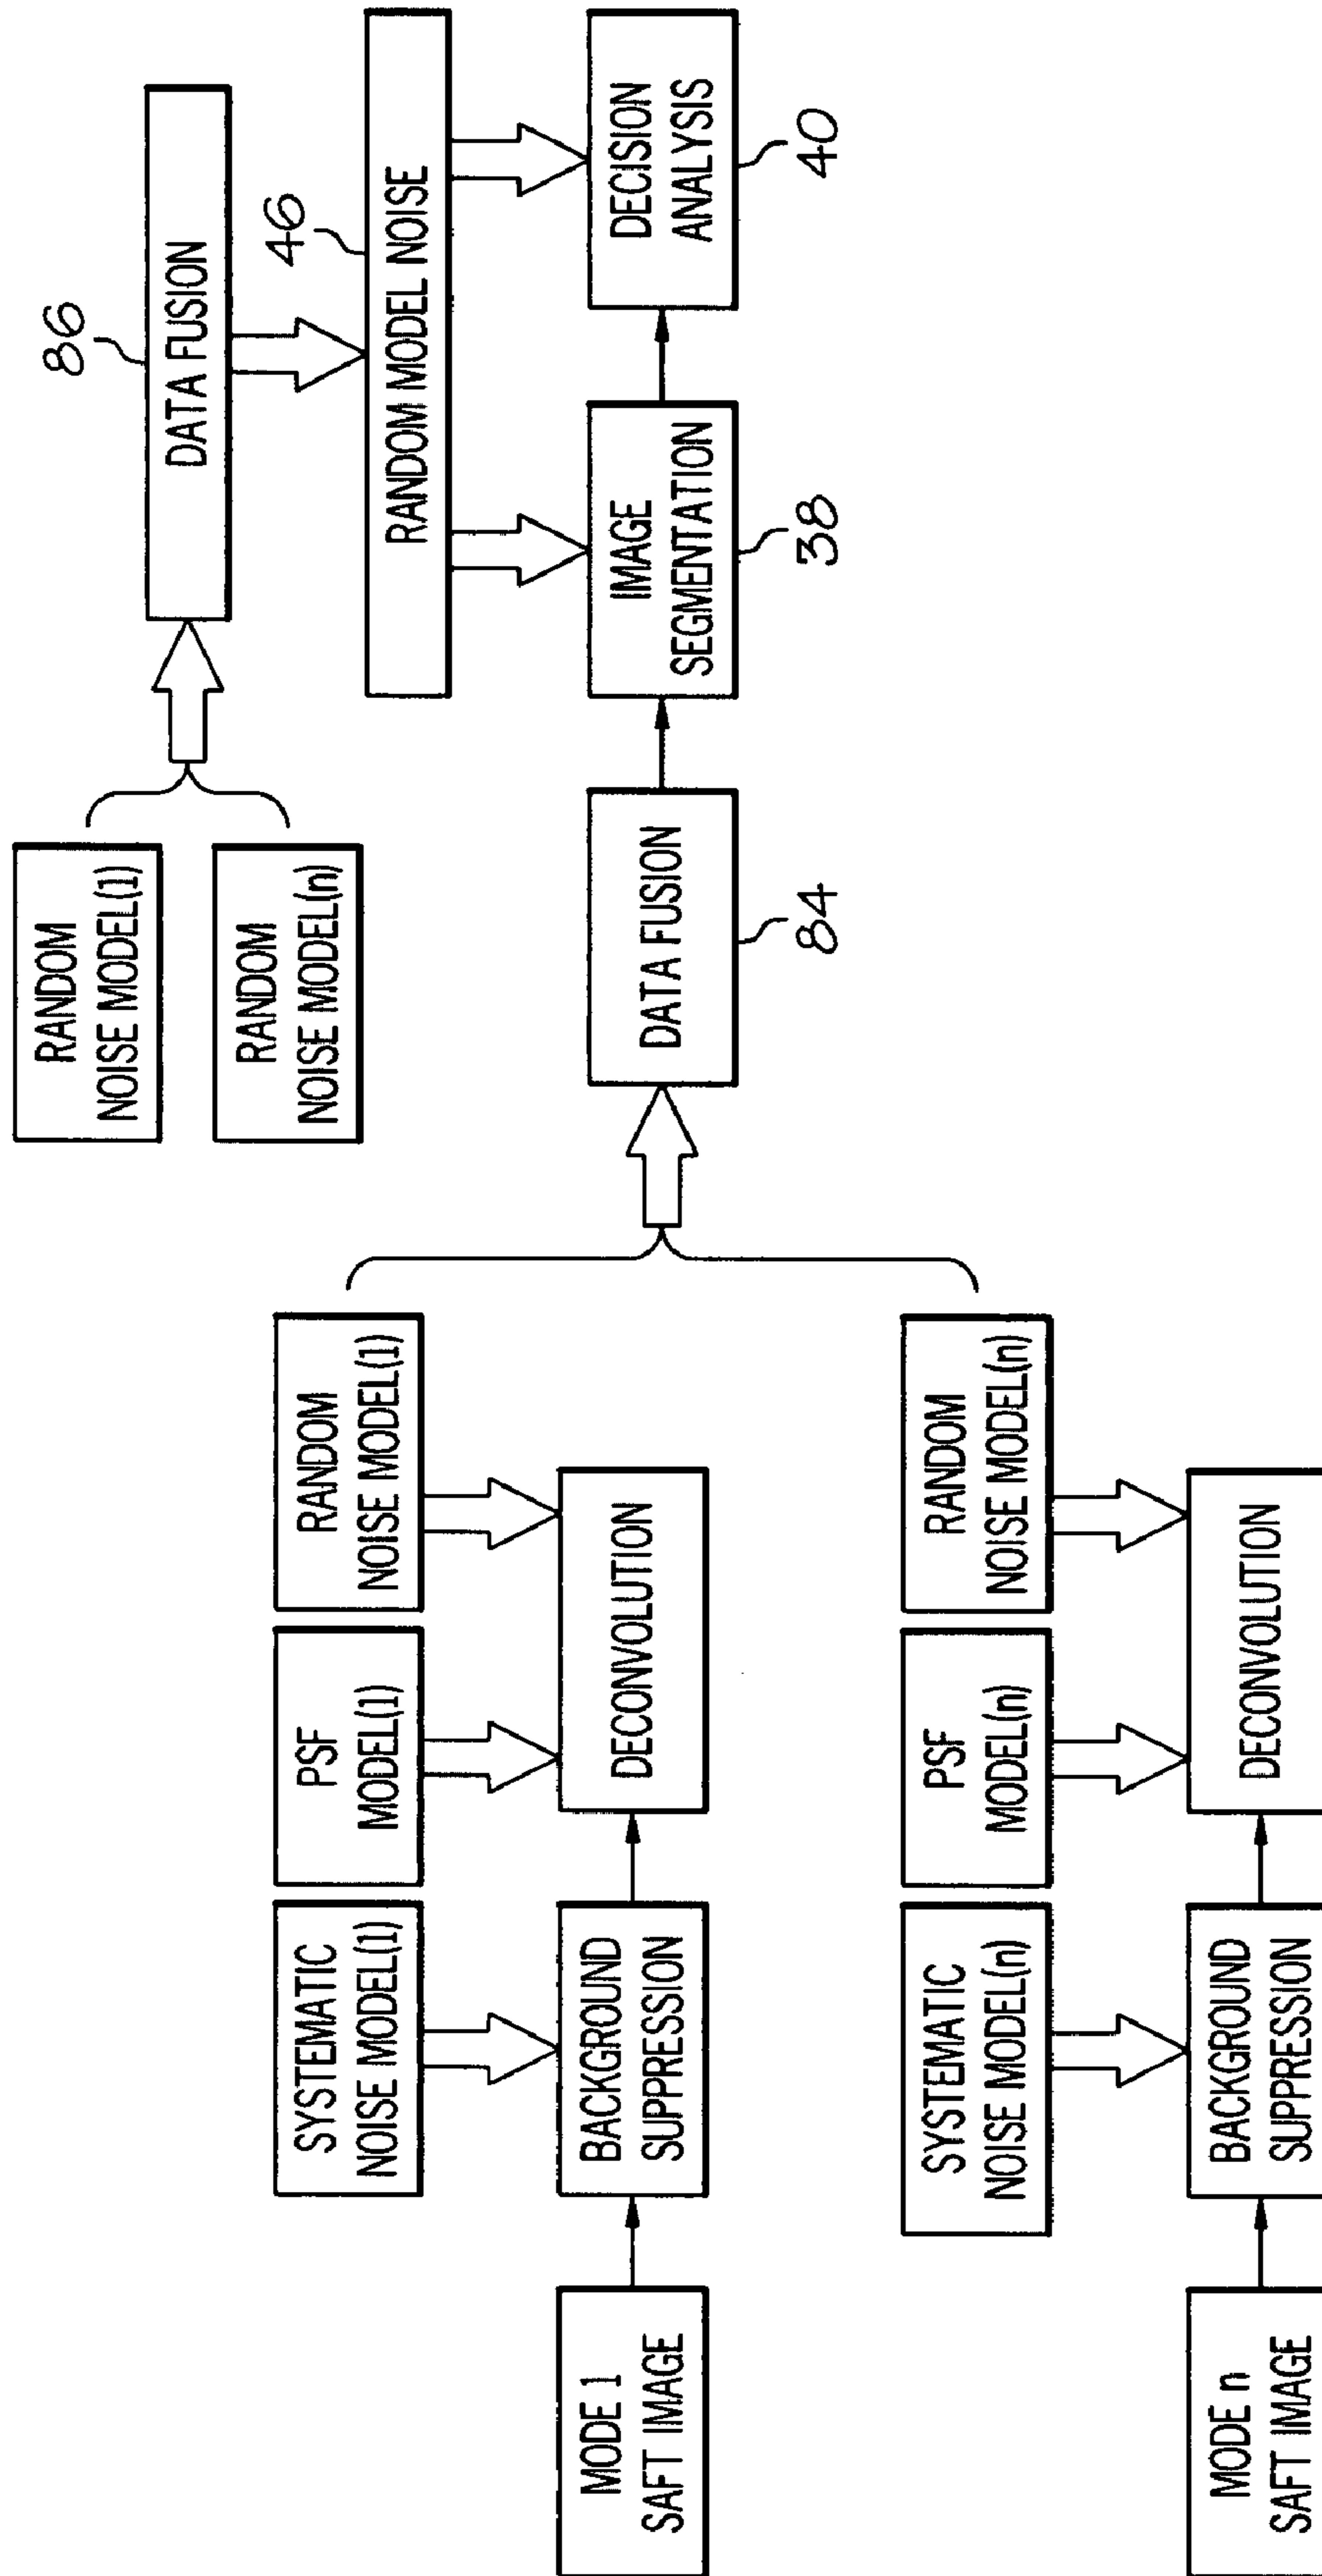 RANDOM
NOISE MODEL(1)
RANDOM
NOISE MODEL(n)
86
DATA FUSION
46
RANDOM MODEL NOISE
SYSTEMATIC
NOISE MODEL(1)
PSF
MODEL(1)
RANDOM
NOISE MODEL(1)
MODE 1
SAFT IMAGE
BACKGROUND
SUPPRESSION
DECONVOLUTION
DATA FUSION
84
IMAGE
SEGMENTATION
38
DECISION
ANALYSIS
40
SYSTEMATIC
NOISE MODEL(n)
PSF
MODEL(n)
RANDOM
NOISE MODEL(n)
MODE n
SAFT IMAGE
BACKGROUND
SUPPRESSION
DECONVOLUTION